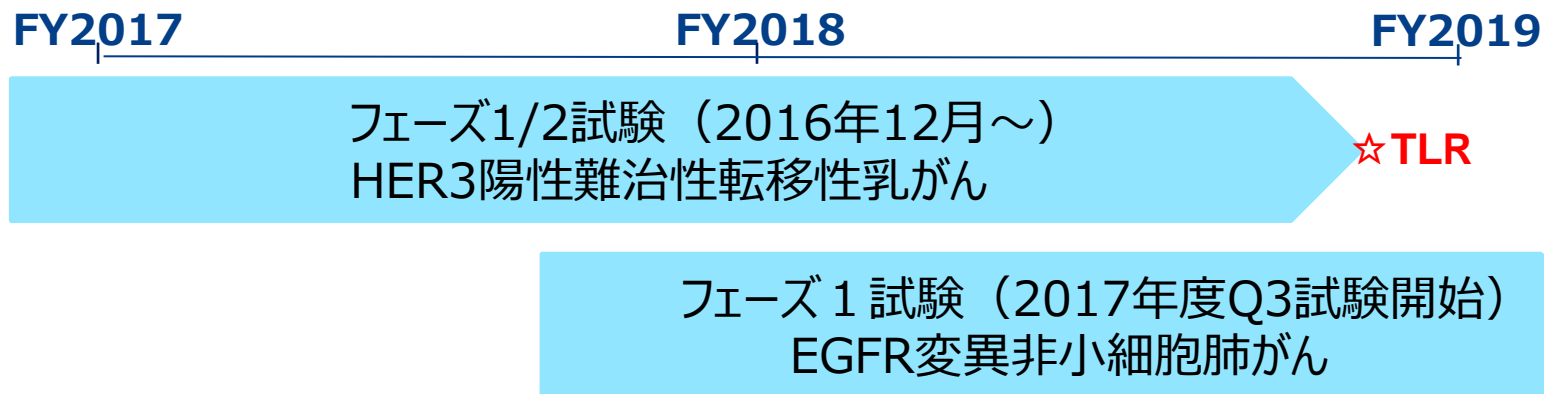 FY2017 FY2018 FY2019
フェーズ1/2試験（2016年12月～）
HER3陽性難治性転移性乳がん
☆TLR
フェーズ１試験（2017年度Q3試験開始）
EGFR変異非小細胞肺がん